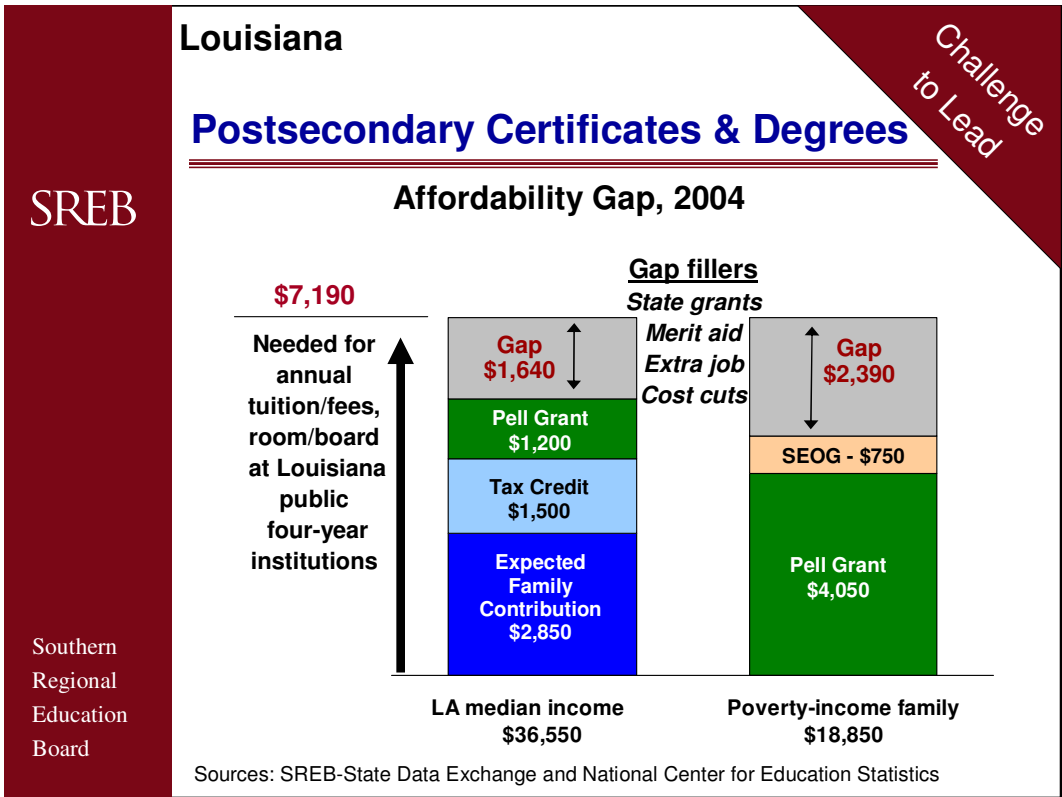 Louisiana
Challenge
to Lead
Postsecondary Certificates & Degrees
SREB
Affordability Gap, 2004
$7,190
Needed for
annual
tuition/fees,
room/board
at Louisiana
public
four-year
institutions
Gap
$1,640
Pell Grant
$1,200
Tax Credit
$1,500
Expected
Family
Contribution
$2,850
Gap fillers
State grants
Merit aid
Extra job
Cost cuts
Gap
$2,390
SEOG - $750
Pell Grant
$4,050
LA median income
$36,550
Poverty-income family
$18,850
Southern
Regional
Education
Board
Sources: SREB-State Data Exchange and National Center for Education Statistics